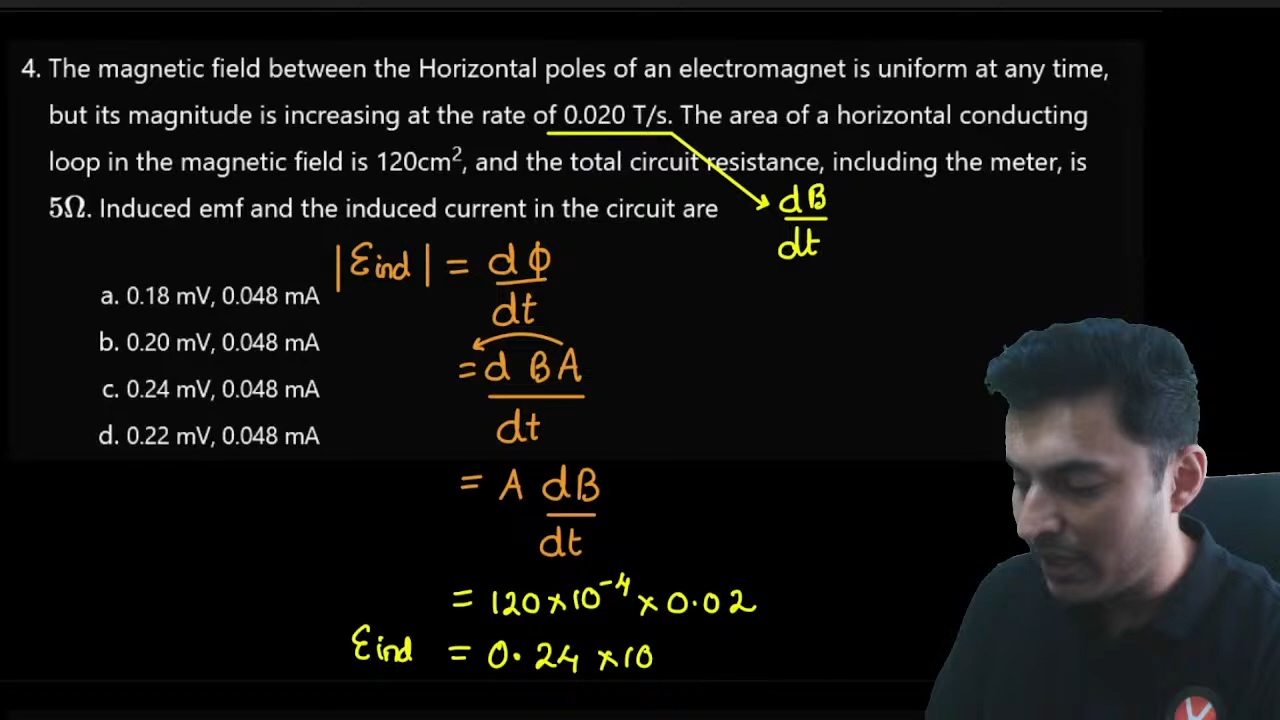 4. The magnetic field between the Horizontal poles of an electromagnet is uniform at any time,
but its magnitude is increasing at the rate of 0.020 T/s. The area of a horizontal conducting
loop in the magnetic field is 120cm², and the total circuit resistance, including the meter, is
5Ω. Induced emf and the induced current in the circuit are
dB
dt
a. 0.18 mV, 0.048 mA
b. 0.20 mV, 0.048 mA
c. 0.24 mV, 0.048 mA
d. 0.22 mV, 0.048 mA
|Eind| = dΦ
dt
= d BA
dt
= A dB
dt
= 120×10⁻⁴ × 0.02
Eind = 0.24 ×10